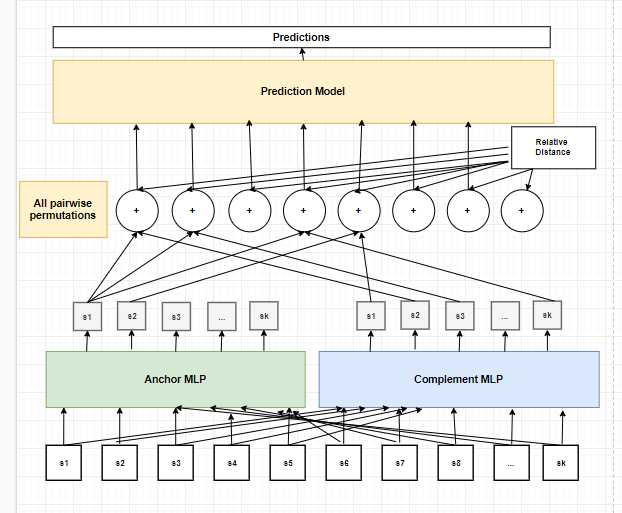 Predictions
Prediction Model
Relative
Distance
All pairwise
permutations
+ + + + + + + +
s1 s2 s3 ... sk s1 s2 s3 ... sk
Anchor MLP Complement MLP
s1 s2 s3 s4 s5 s6 s7 s8 ... sk